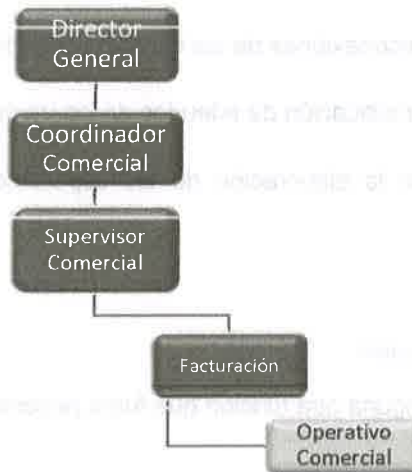 Director
General
Coordinador
Comercial
Supervisor
Comercial
Facturación
Operativo
Comercial